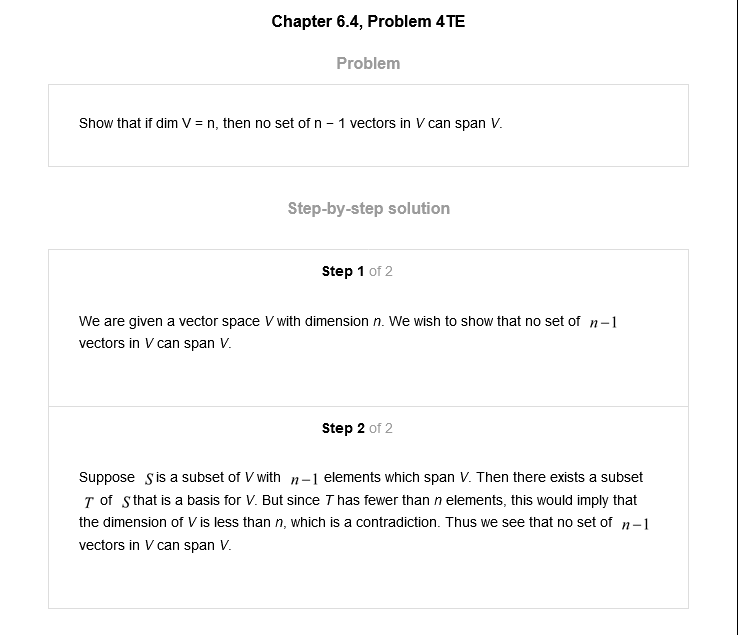 Chapter 6.4, Problem 4TE
Problem
Show that if dim V = n, then no set of n − 1 vectors in V can span V.
Step-by-step solution
Step 1 of 2
We are given a vector space V with dimension n. We wish to show that no set of n−1
vectors in V can span V.
Step 2 of 2
Suppose S is a subset of V with n−1 elements which span V. Then there exists a subset
T of S that is a basis for V. But since T has fewer than n elements, this would imply that
the dimension of V is less than n, which is a contradiction. Thus we see that no set of n−1
vectors in V can span V.